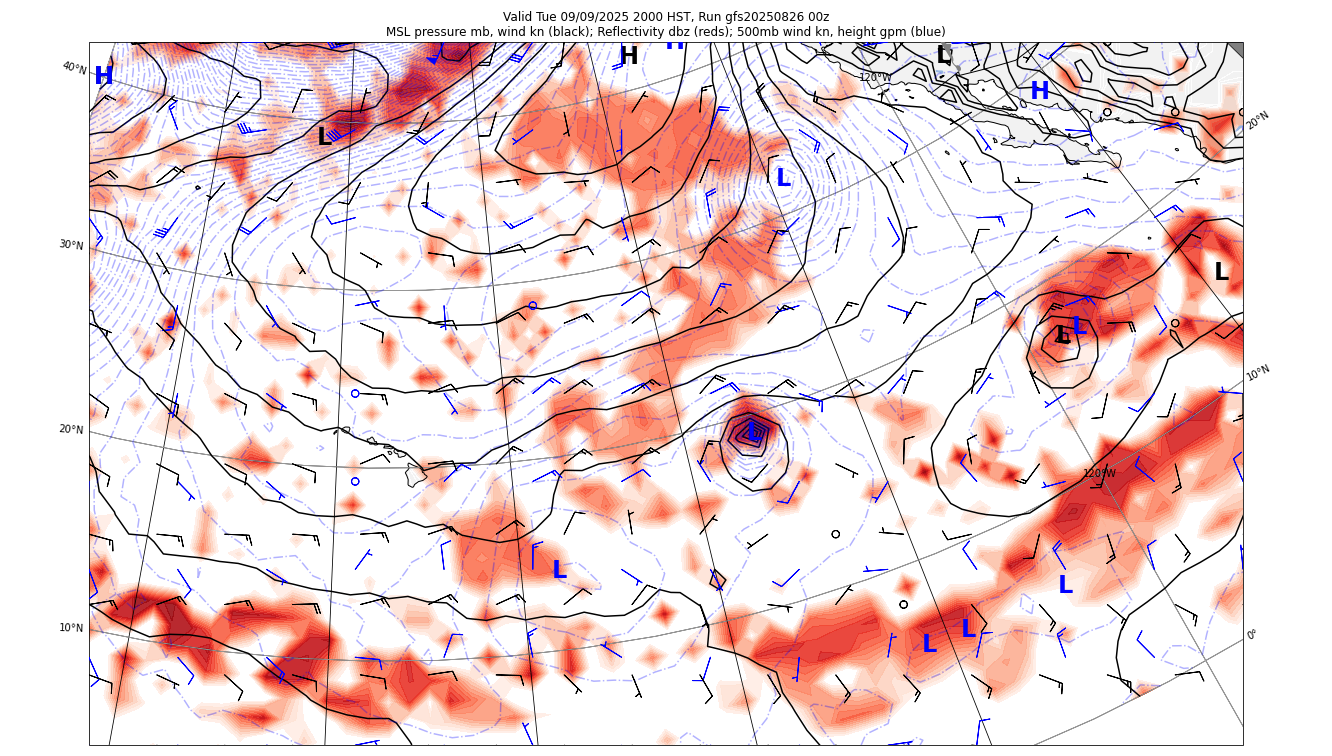 Valid Tue 09/09/2025 2000 HST, Run gfs20250826 00z
MSL pressure mb, wind kn (black); Reflectivity dbz (reds); 500mb wind kn, height gpm (blue)
H
H
L
40°N
H
120°W
H
20°N
L
L
30°N
L
L
L
10°N
20°N
L
120°W
L
L
10°N
L
L
0°